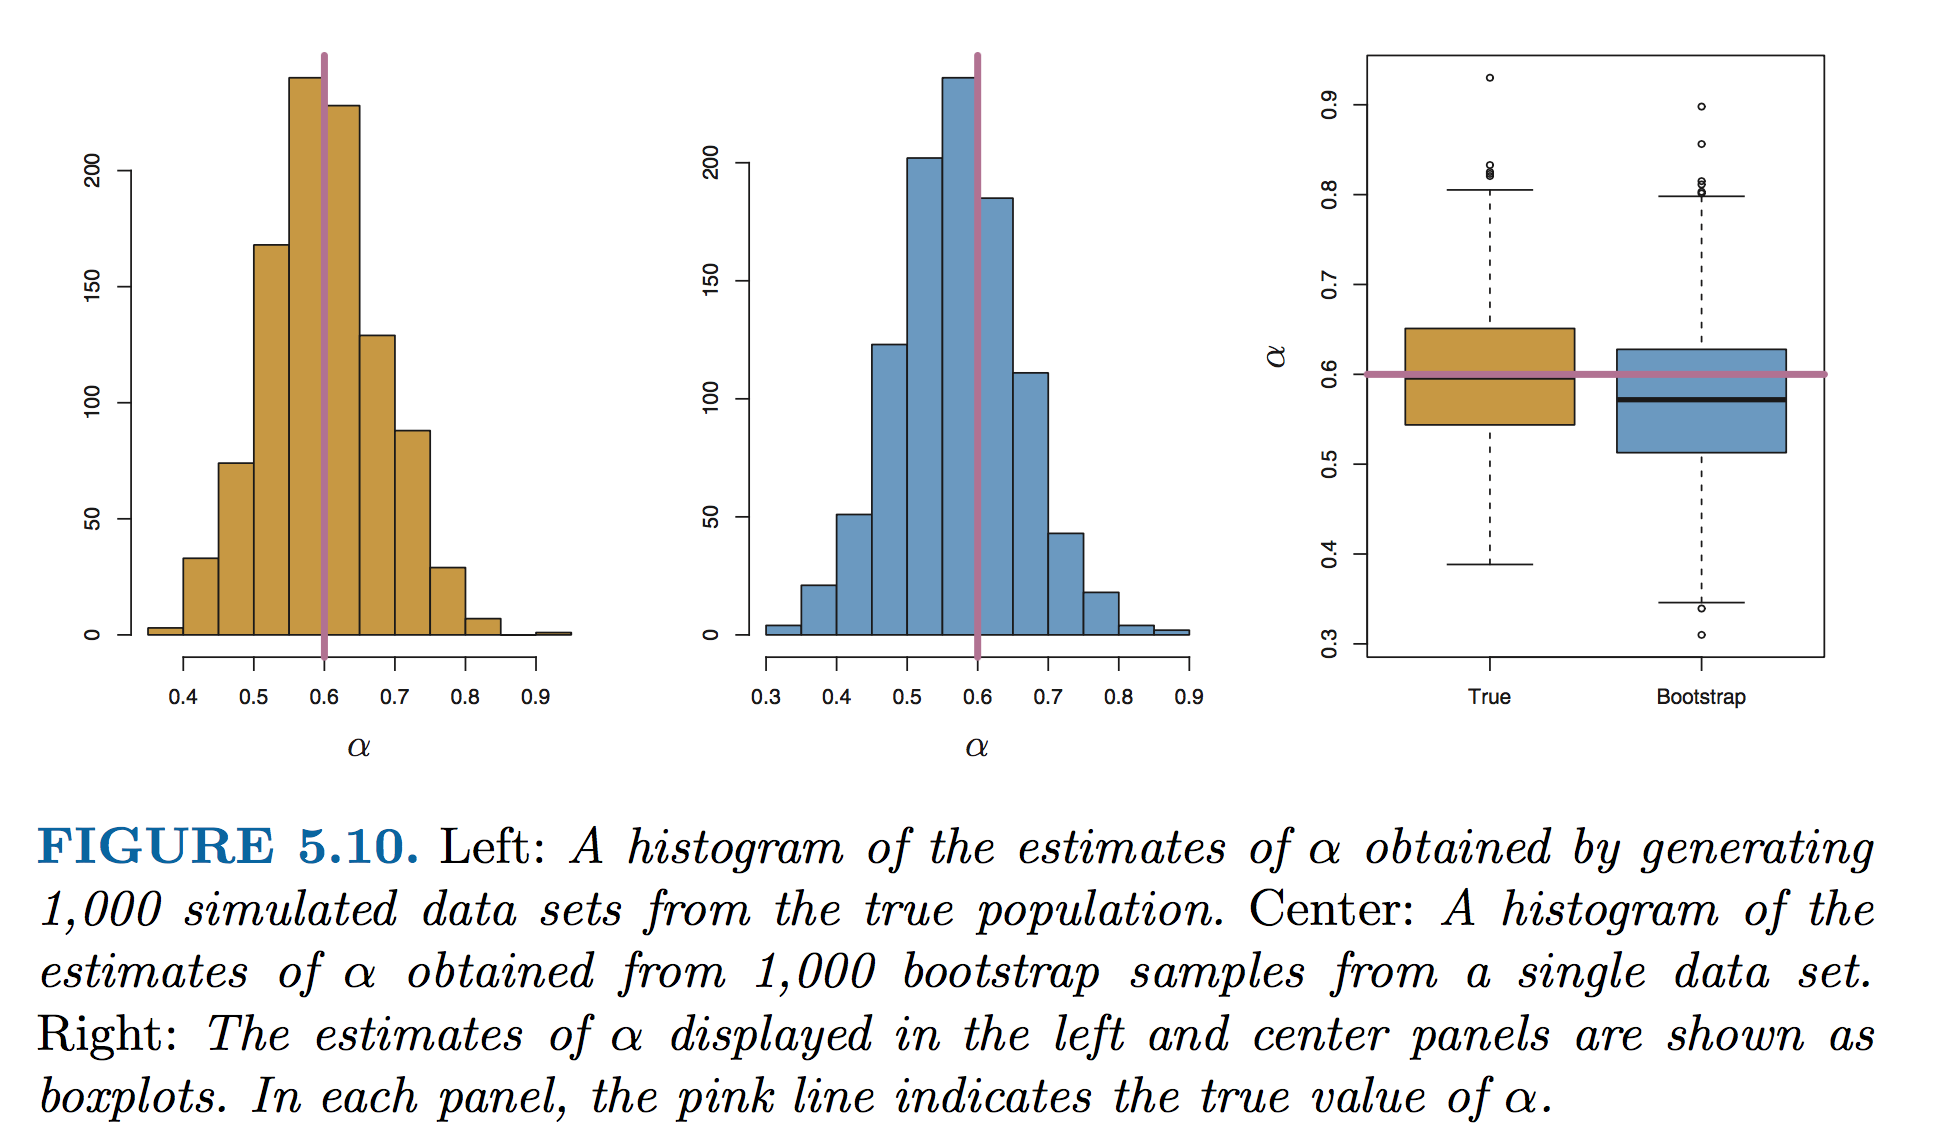 0
50
100
150
200
0.4 0.5 0.6 0.7 0.8 0.9
α
0
50
100
150
200
0.3 0.4 0.5 0.6 0.7 0.8 0.9
α
α
0.3
0.4
0.5
0.6
0.7
0.8
0.9
True Bootstrap
FIGURE 5.10. Left: A histogram of the estimates of α obtained by generating
1,000 simulated data sets from the true population. Center: A histogram of the
estimates of α obtained from 1,000 bootstrap samples from a single data set.
Right: The estimates of α displayed in the left and center panels are shown as
boxplots. In each panel, the pink line indicates the true value of α.